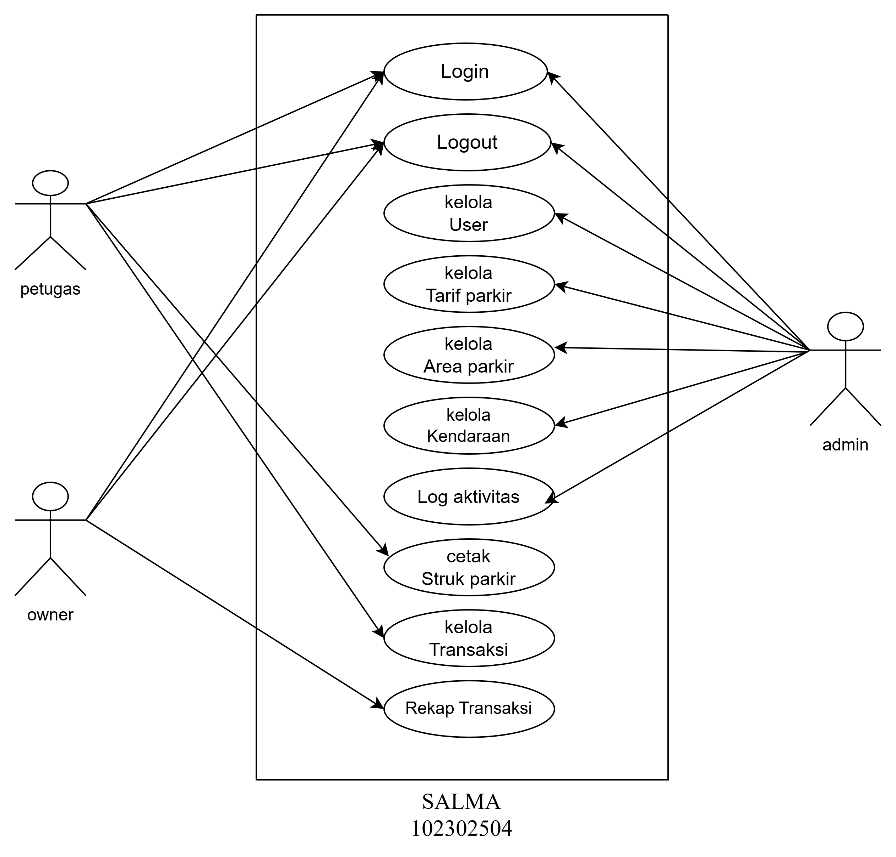 Login
Logout
kelola
User
kelola
Tarif parkir
petugas
kelola
Area parkir
kelola
Kendaraan
admin
Log aktivitas
cetak
Struk parkir
owner
kelola
Transaksi
Rekap Transaksi
SALMA
102302504